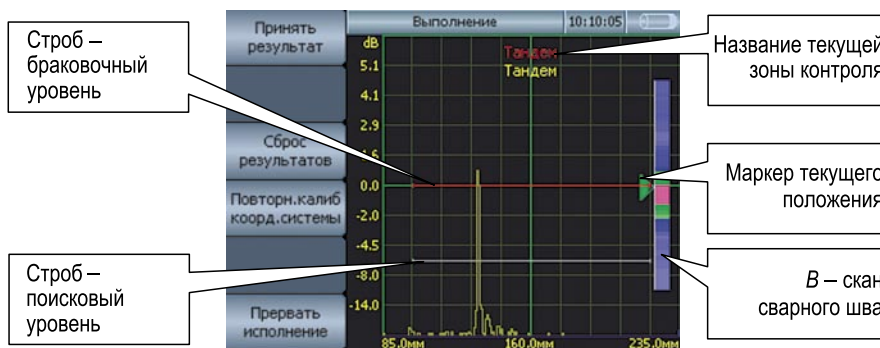 Строб –
браковочный
уровень
Строб –
поисковый
уровень
Принять
результат
Сброс
результатов
Повторн.калиб
коорд.системы
Прервать
исполнение
Выполнение
10:10:05
dB
5.1
4.1
2.9
1.6
0.0
-2.0
-4.5
-8.0
-14.0
Тандем
Тандем
85.0мм
160.0мм
235.0мм
Название текущей
зоны контроля
Маркер текущего
положения
В – скан
сварного шва